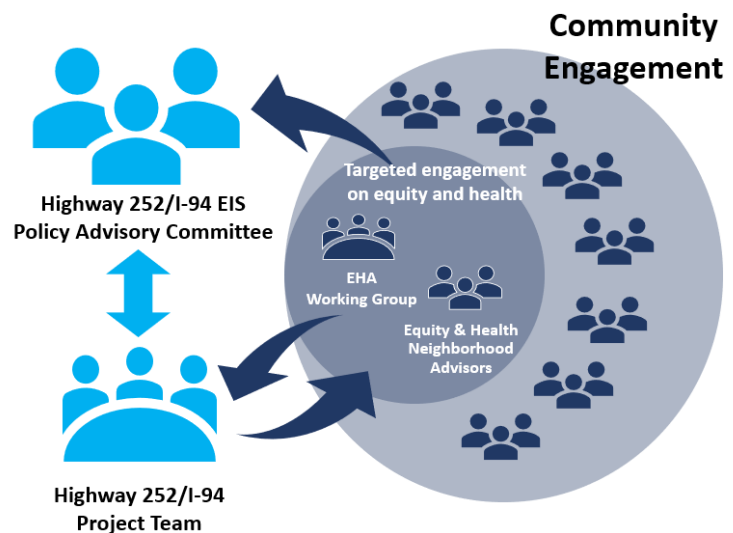 Community
Engagement
Targeted engagement
on equity and health
Highway 252/I-94 EIS
Policy Advisory Committee
EHA
Working Group
Equity & Health
Neighborhood
Advisors
Highway 252/I-94
Project Team